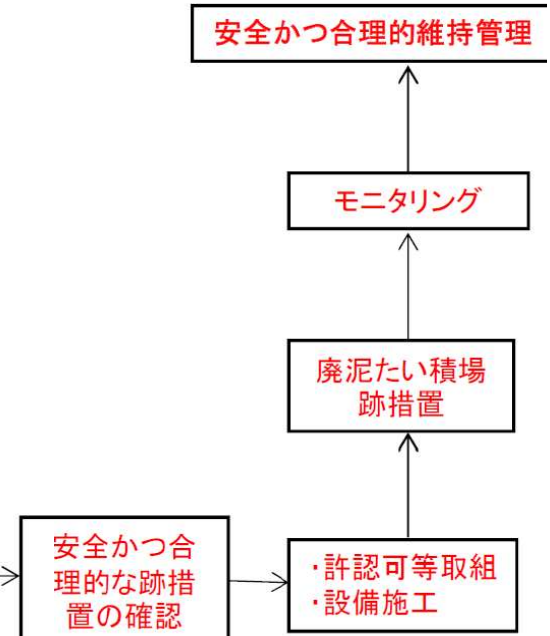 安全かつ合理的維持管理
モニタリング
廃泥たい積場
跡措置
安全かつ合
理的な跡措
置の確認
・許認可等取組
・設備施工